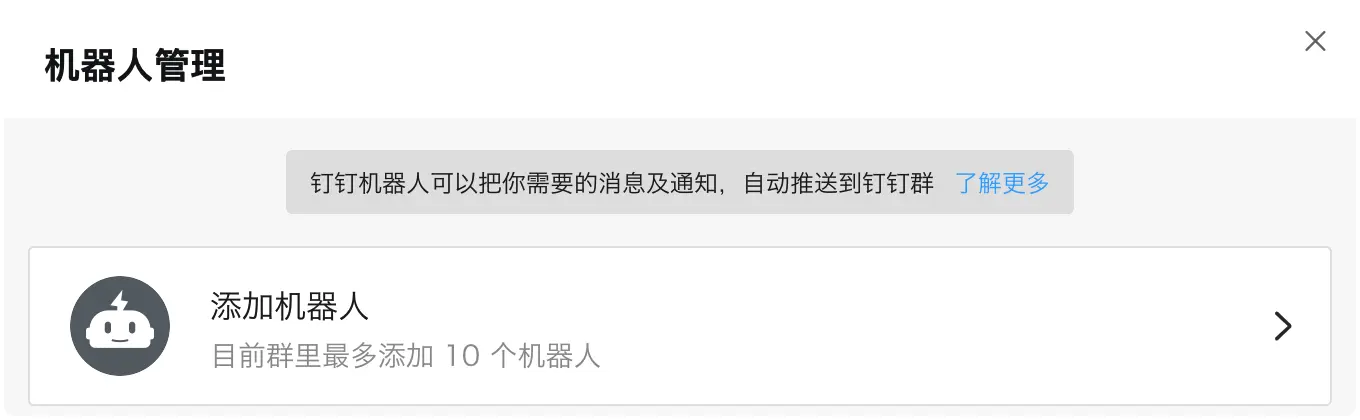 机器人管理
钉钉机器人可以把你需要的消息及通知，自动推送到钉钉群 了解更多
添加机器人
目前群里最多添加 10 个机器人